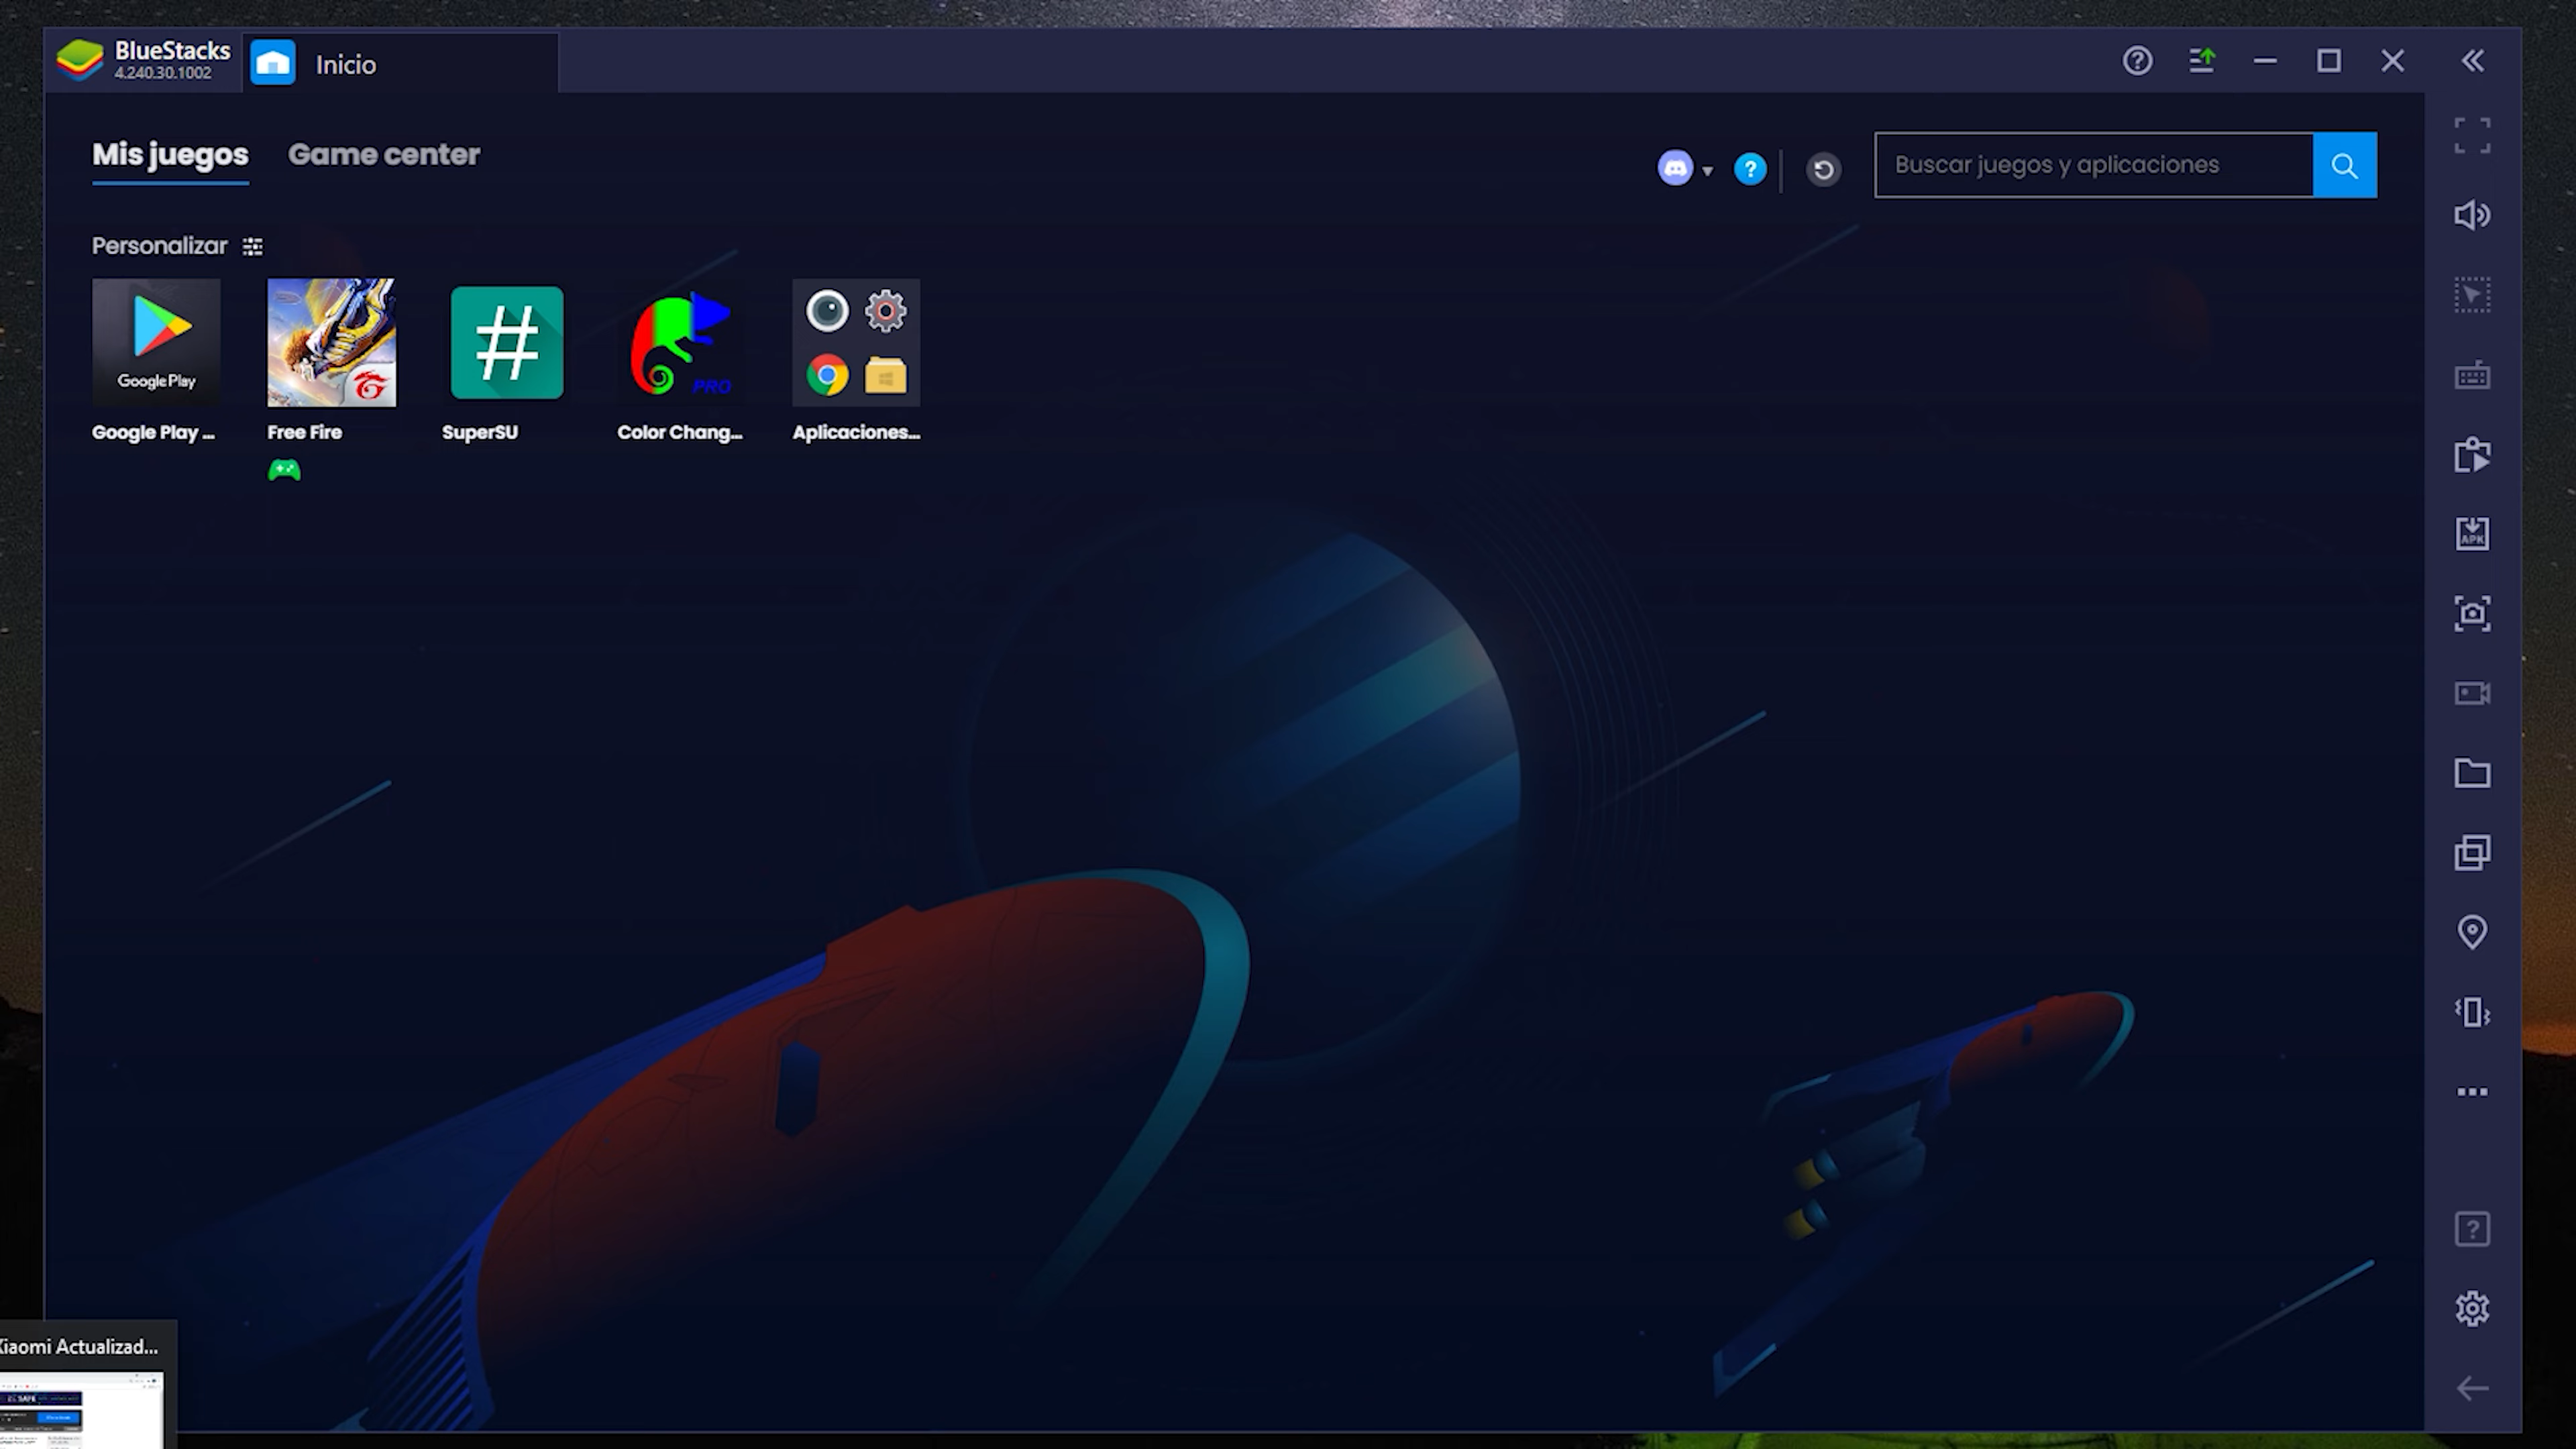 BlueStacks
4.240.30.1002
Inicio
Mis juegos
Game center
Buscar juegos y aplicaciones
Personalizar
Google Play
PRO
Google Play ...
Free Fire
SuperSU
Color Chang...
Aplicaciones...
APK
Xiaomi Actualizad...